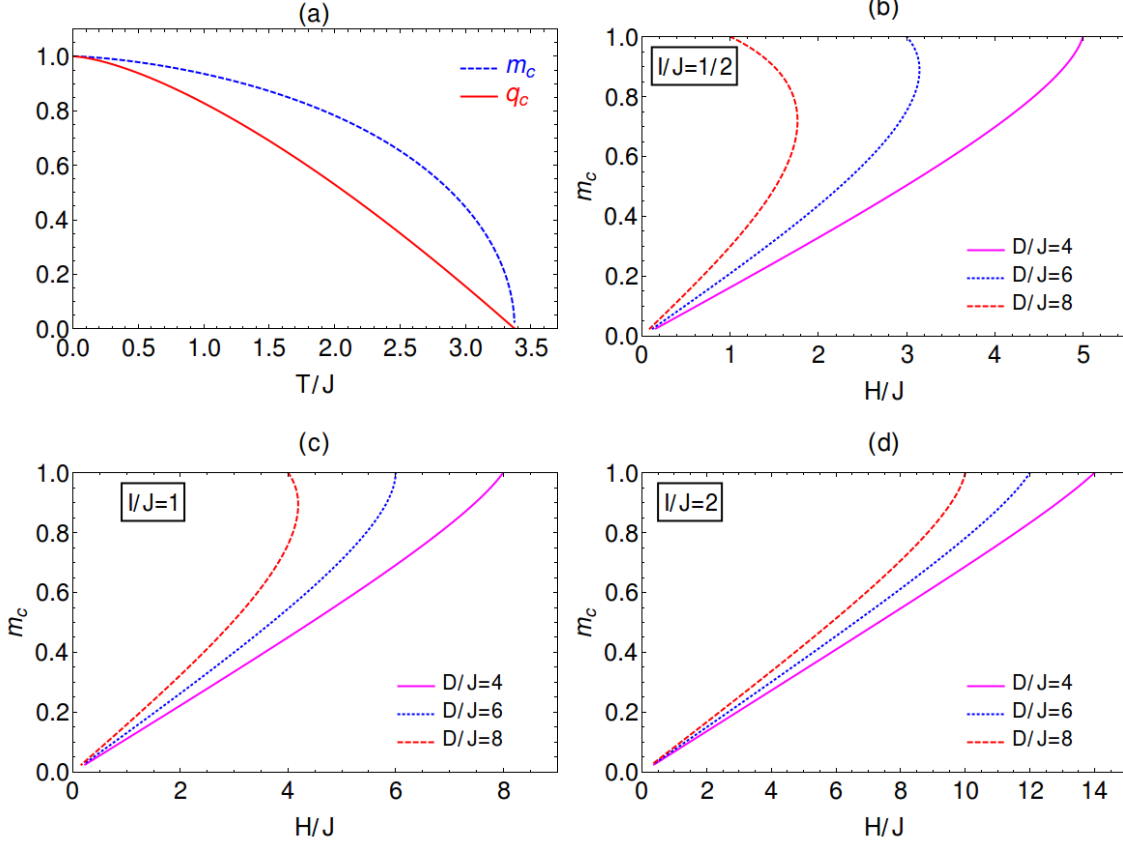 (a)
1.0
0.8
0.6
0.4
0.2
0.0
0.0 0.5 1.0 1.5 2.0 2.5 3.0 3.5
T/J
m_c
q_c
(b)
m_c
1.0
0.8
0.6
0.4
0.2
0.0
0 1 2 3 4 5
H/J
I/J=1/2
D/J=4
D/J=6
D/J=8
(c)
m_c
1.0
0.8
0.6
0.4
0.2
0.0
0 2 4 6 8
H/J
I/J=1
D/J=4
D/J=6
D/J=8
(d)
m_c
1.0
0.8
0.6
0.4
0.2
0.0
0 2 4 6 8 10 12 14
H/J
I/J=2
D/J=4
D/J=6
D/J=8